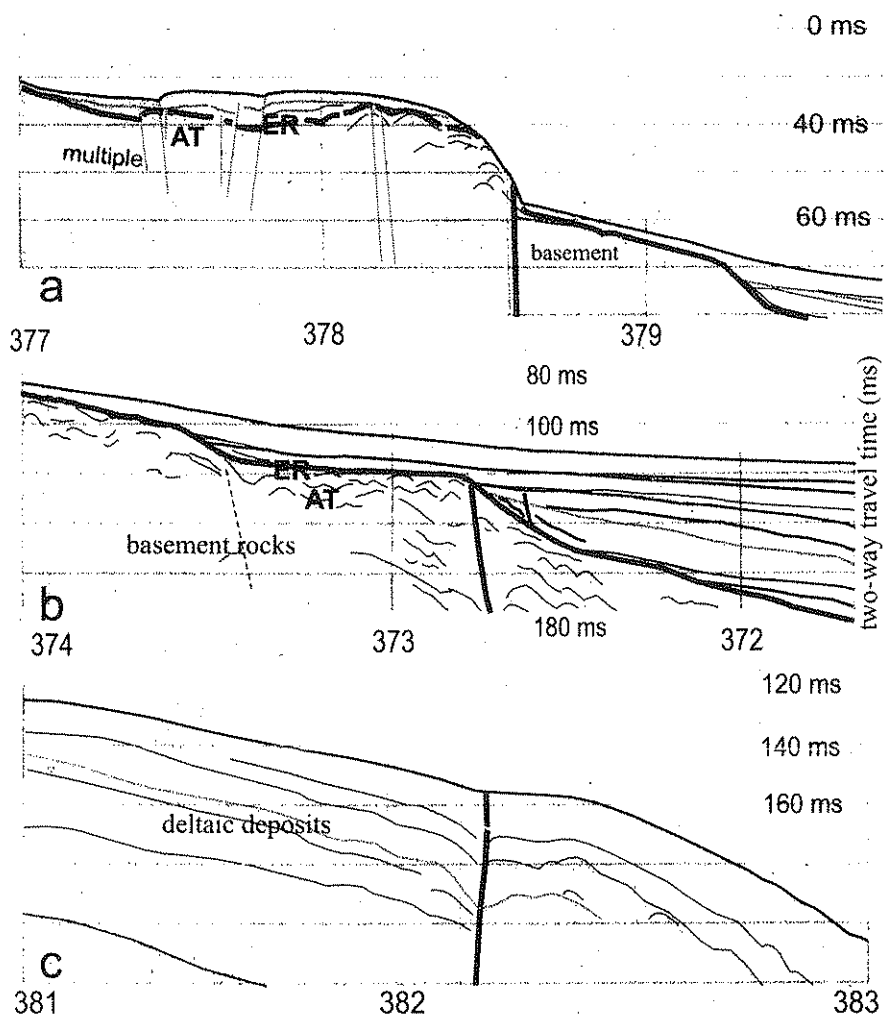 0 ms
AT ER
40 ms
multiple
60 ms
basement
a
377 378 379
80 ms
100 ms
ER
AT
basement rocks
two-way travel time (ms)
b
180 ms
374 373 372
120 ms
140 ms
160 ms
deltaic deposits
c
381 382 383